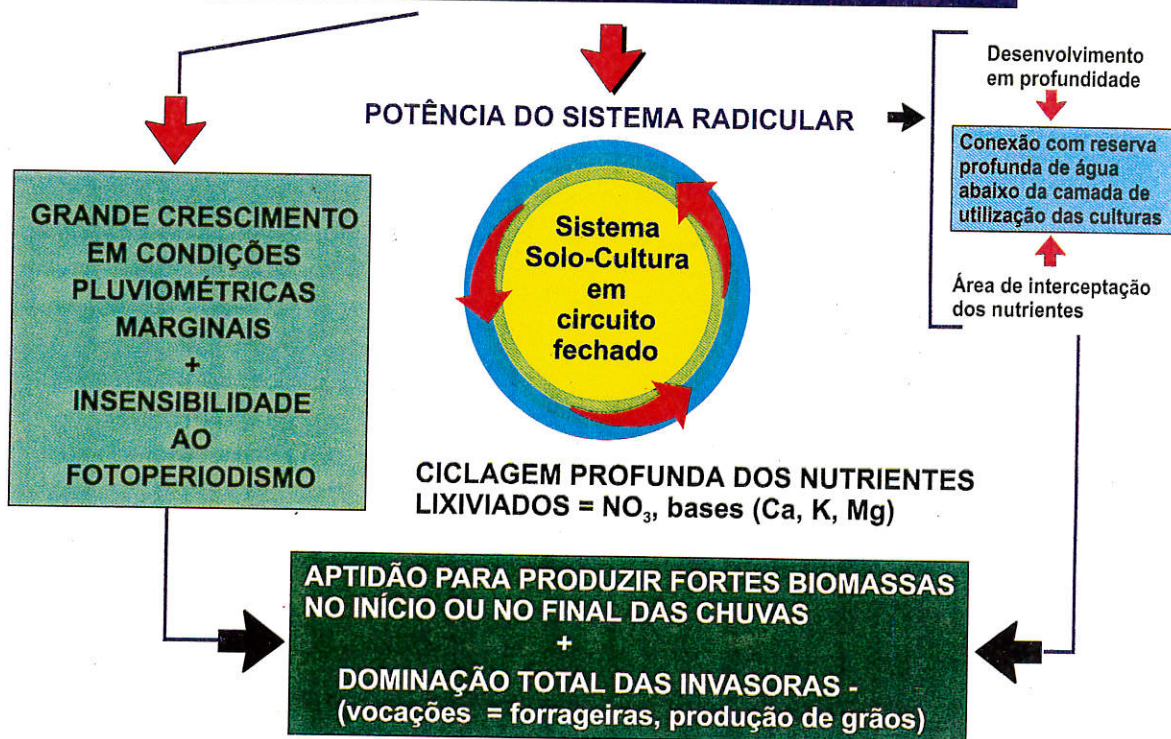 POTÊNCIA DO SISTEMA RADICULAR
Desenvolvimento
em profundidade
Conexão com reserva
profunda de água
abaixo da camada de
utilização das culturas
Área de interceptação
dos nutrientes
GRANDE CRESCIMENTO
EM CONDIÇÕES
PLUVIOMÉTRICAS
MARGINAIS
+
INSENSIBILIDADE
AO
FOTOPERIODISMO
Sistema
Solo-Cultura
em
circuito
fechado
CICLAGEM PROFUNDA DOS NUTRIENTES
LIXIVIADOS = NO₃, bases (Ca, K, Mg)
APTIDÃO PARA PRODUZIR FORTES BIOMASSAS
NO INÍCIO OU NO FINAL DAS CHUVAS
+
DOMINAÇÃO TOTAL DAS INVASORAS -
(vocações = forrageiras, produção de grãos)